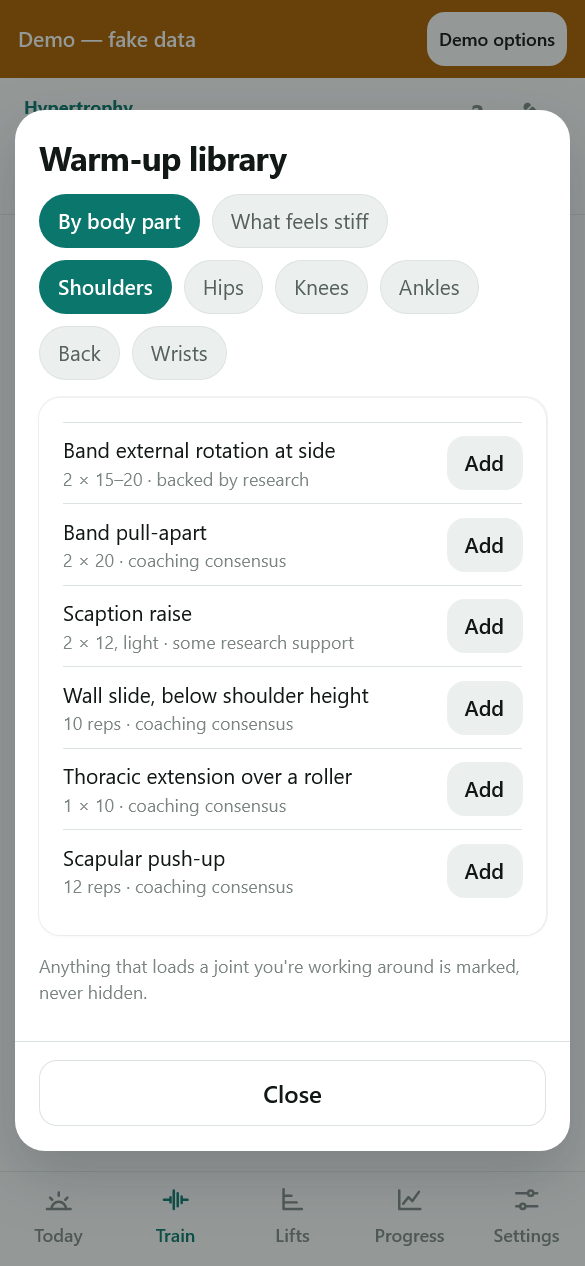 Demo — fake data
Demo options
Hypertrophy
Warm-up library
By body part
What feels stiff
Shoulders
Hips
Knees
Ankles
Back
Wrists
Band external rotation at side
2 × 15–20 · backed by research
Add
Band pull-apart
2 × 20 · coaching consensus
Add
Scaption raise
2 × 12, light · some research support
Add
Wall slide, below shoulder height
10 reps · coaching consensus
Add
Thoracic extension over a roller
1 × 10 · coaching consensus
Add
Scapular push-up
12 reps · coaching consensus
Add
Anything that loads a joint you're working around is marked,
never hidden.
Close
Today
Train
Lifts
Progress
Settings